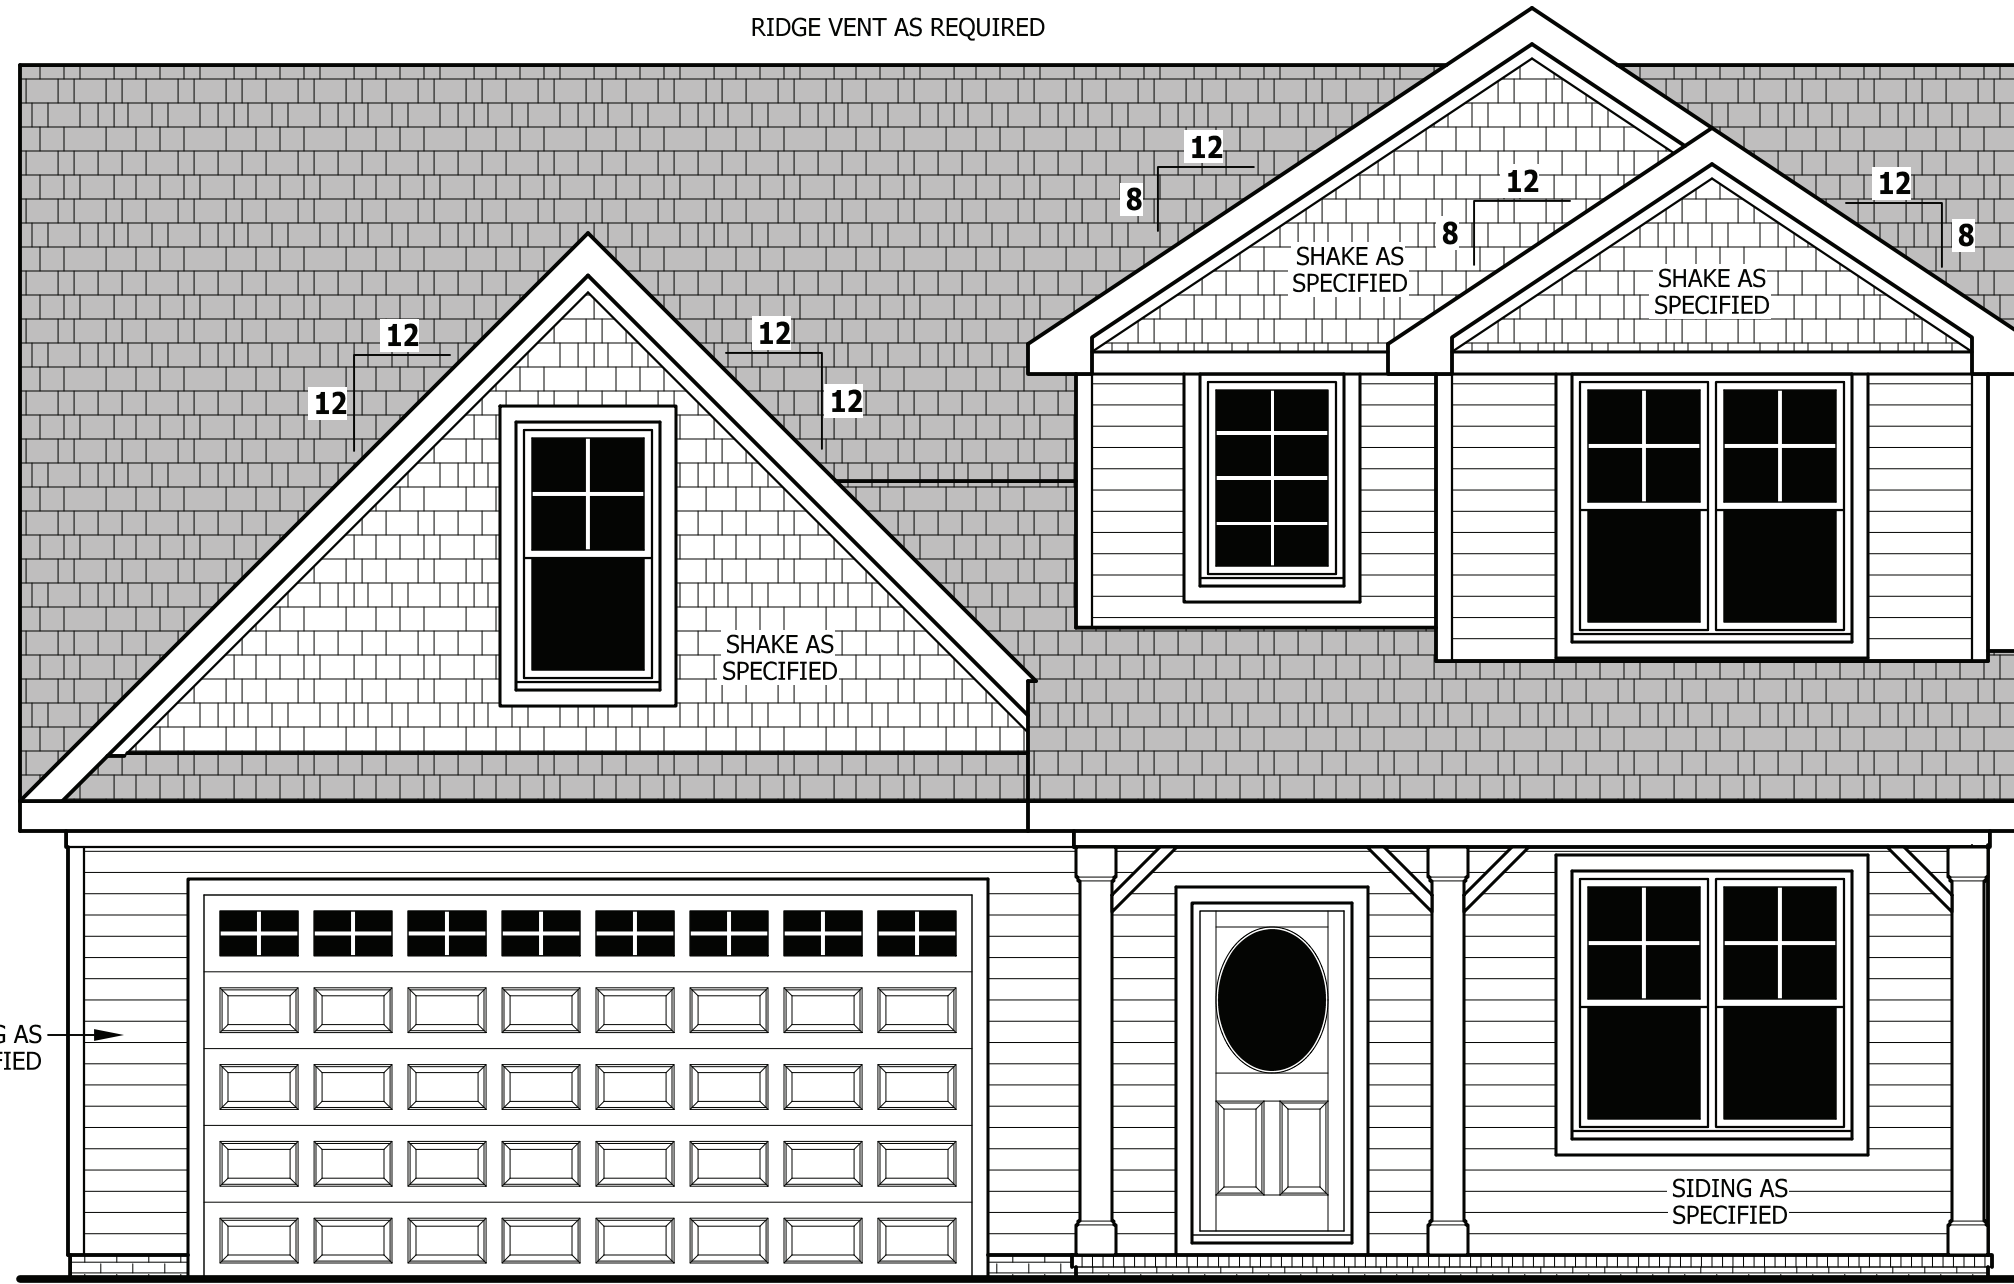 RIDGE VENT AS REQUIRED
12
8
12
8
12
8
SHAKE AS
SPECIFIED
SHAKE AS
SPECIFIED
12
12
12
12
SHAKE AS
SPECIFIED
AS
SIDING AS
SPECIFIED